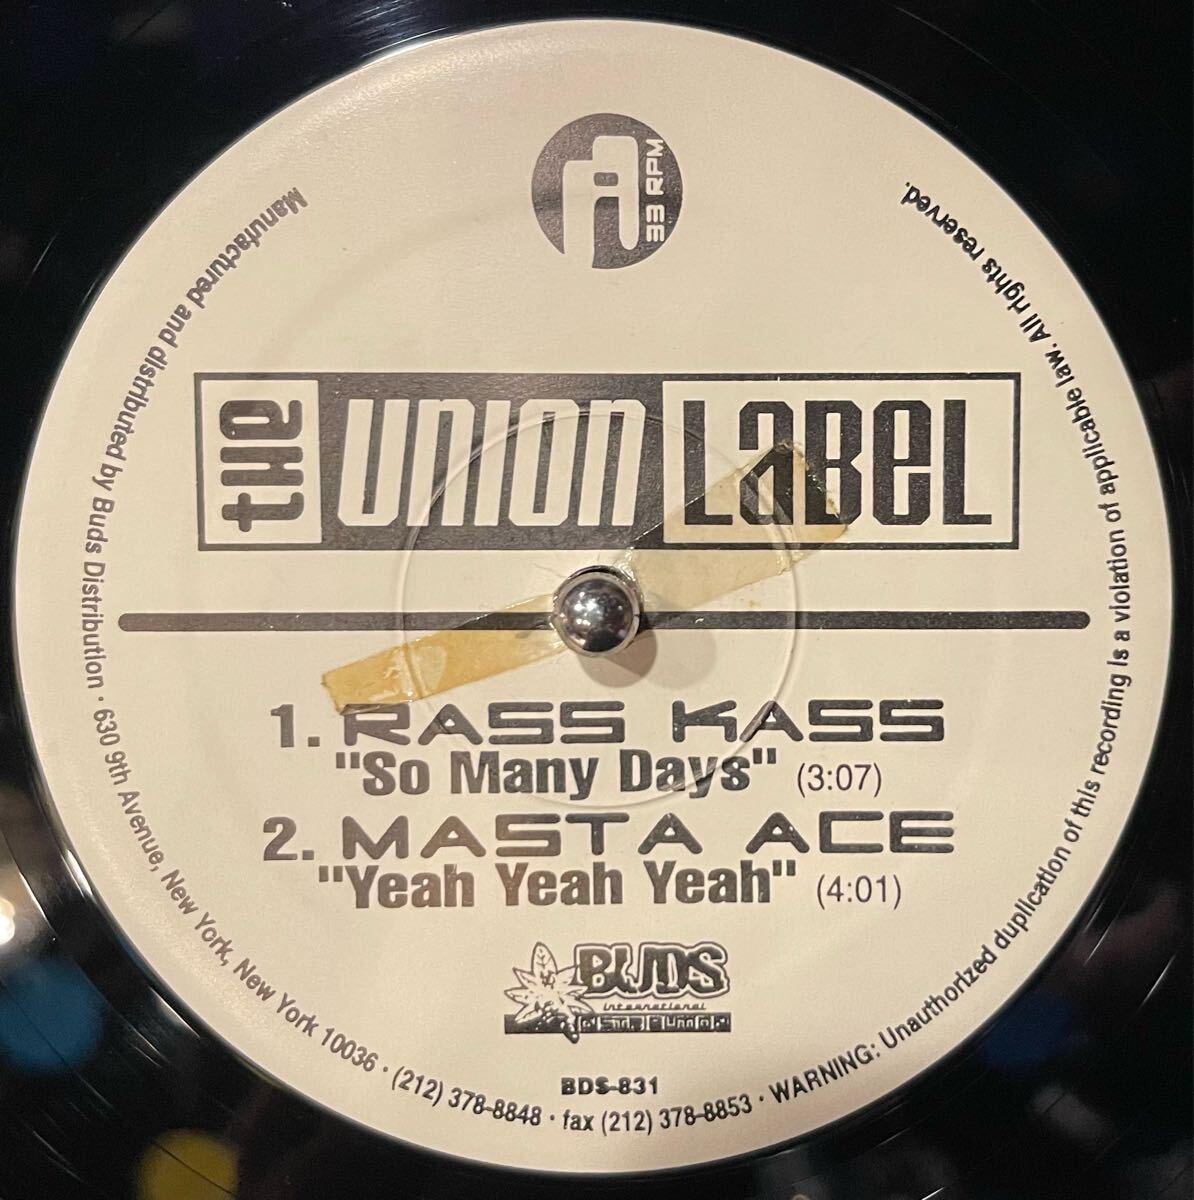 33 RPM
the union LaBeL
1. RASS KASS
"So Many Days" (3:07)
2. MASTA ACE
"Yeah Yeah Yeah" (4:01)
BUDS
international
BDS-831
Manufactured and distributed by Buds Distribution · 630 9th Avenue, New York, New York 10036 · (212) 378-8848 · fax (212) 378-8853 · WARNING: Unauthorized duplication of this recording is a violation of applicable law. All rights reserved.